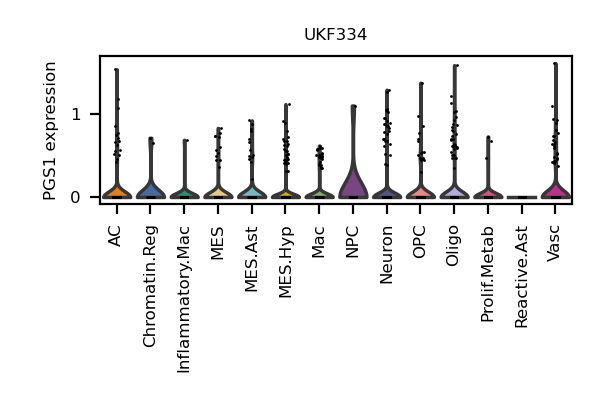 UKF334
PGS1 expression
1
0
AC
Chromatin.Reg
Inflammatory.Mac
MES
MES.Ast
MES.Hyp
Mac
NPC
Neuron
OPC
Oligo
Prolif.Metab
Reactive.Ast
Vasc